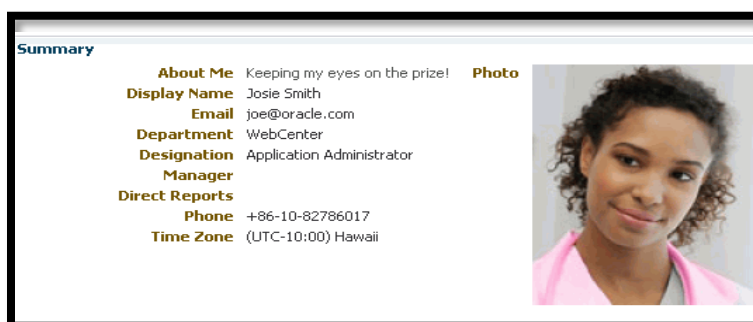 Summary
About Me Keeping my eyes on the prize! Photo
Display Name Josie Smith
Email joe@oracle.com
Department WebCenter
Designation Application Administrator
Manager
Direct Reports
Phone +86-10-82786017
Time Zone (UTC-10:00) Hawaii